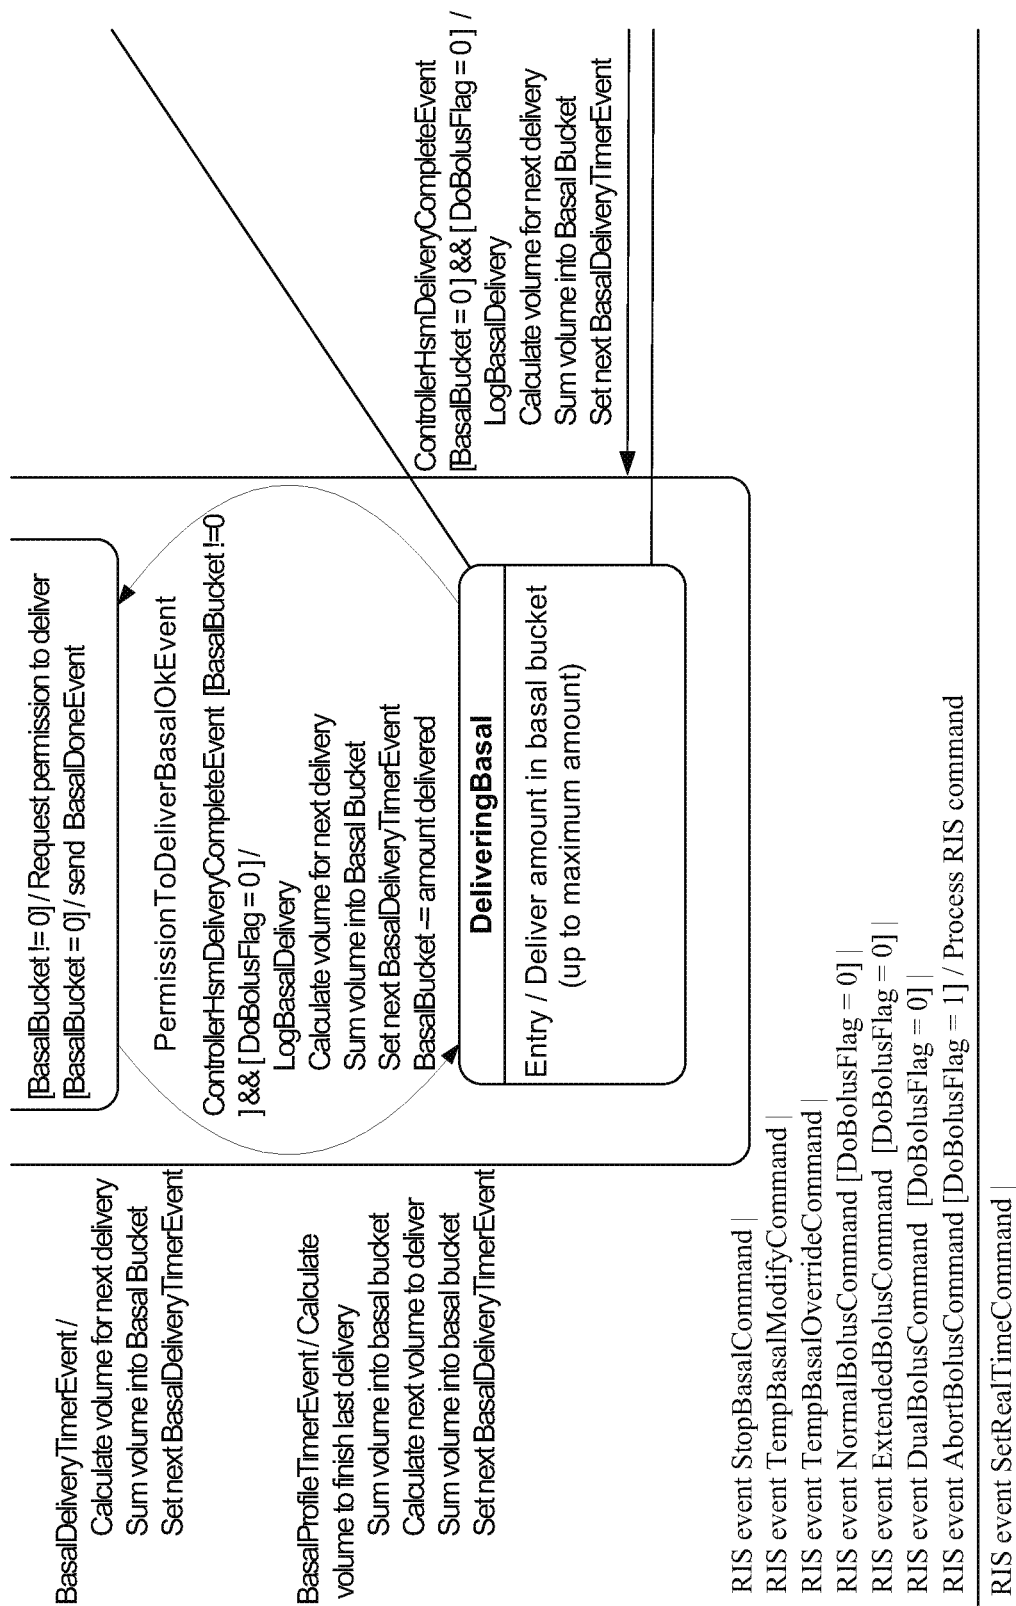 BasalDeliveryTimerEvent /
Calculate volume for next delivery
Sum volume into Basal Bucket
Set next BasalDeliveryTimerEvent
BasalProfileTimerEvent / Calculate
volume to finish last delivery
Sum volume into basal bucket
Calculate next volume to deliver
Sum volume into basal bucket
Set next BasalDeliveryTimerEvent
[BasalBucket != 0] / Request permission to deliver
[BasalBucket = 0] / send BasalDoneEvent
PermissionToDeliverBasalOkEvent
ControllerHsmDeliveryCompleteEvent [BasalBucket !=0
] && [ DoBolusFlag = 0 ] /
LogBasalDelivery
Calculate volume for next delivery
Sum volume into Basal Bucket
Set next BasalDeliveryTimerEvent
BasalBucket -= amount delivered
DeliveringBasal
Entry / Deliver amount in basal bucket
(up to maximum amount)
ControllerHsmDeliveryCompleteEvent
[BasalBucket = 0 ] && [ DoBolusFlag = 0 ] /
LogBasalDelivery
Calculate volume for next delivery
Sum volume into Basal Bucket
Set next BasalDeliveryTimerEvent
RIS event StopBasalCommand |
RIS event TempBasalModifyCommand |
RIS event TempBasalOverrideCommand |
RIS event NormalBolusCommand [DoBolusFlag = 0] |
RIS event ExtendedBolusCommand [DoBolusFlag = 0] |
RIS event DualBolusCommand [DoBolusFlag = 0] |
RIS event AbortBolusCommand [DoBolusFlag = 1] / Process RIS command
RIS event SetRealTimeCommand |